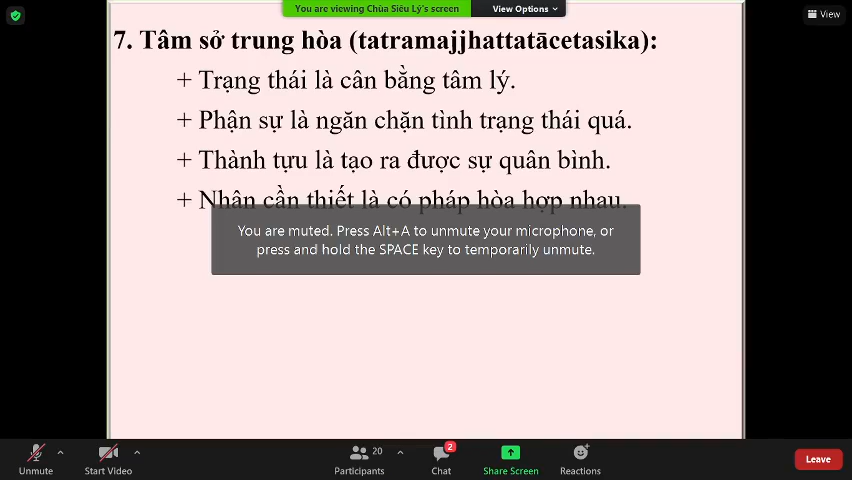 You are viewing Chùa Siêu Lý's screen
View Options
View
7. Tâm sở trung hòa (tatramajjhattatācetasika):
+ Trạng thái là cân bằng tâm lý.
+ Phận sự là ngăn chặn tình trạng thái quá.
+ Thành tựu là tạo ra được sự quân bình.
+ Nhân cần thiết là có pháp hòa hợp nhau.
You are muted. Press Alt+A to unmute your microphone, or
press and hold the SPACE key to temporarily unmute.
20
2
Unmute
Start Video
Participants
Chat
Share Screen
Reactions
Leave